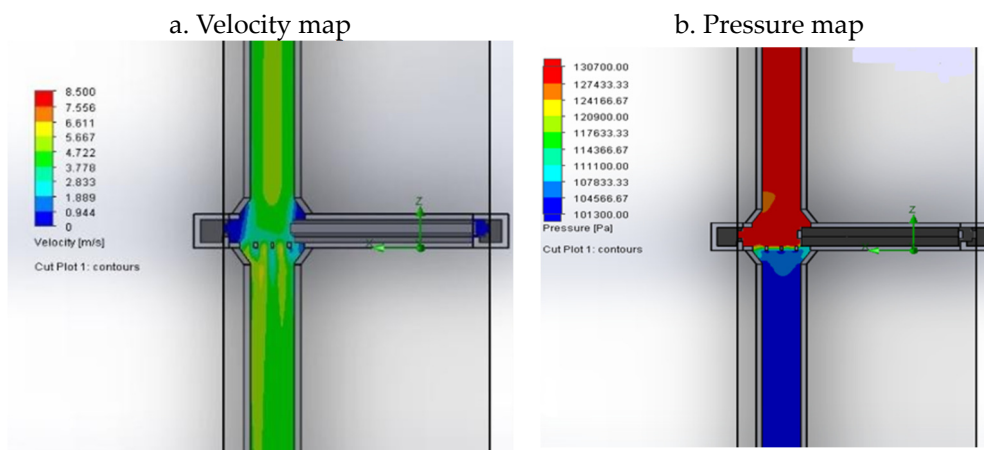 a. Velocity map
8.500
7.556
6.611
5.667
4.722
3.778
2.833
1.889
0.944
0
Velocity [m/s]
Cut Plot 1: contours
Z
b. Pressure map
130700.00
127433.33
124166.67
120900.00
117633.33
114366.67
111100.00
107833.33
104566.67
101300.00
Pressure [Pa]
Cut Plot 1: contours
Z